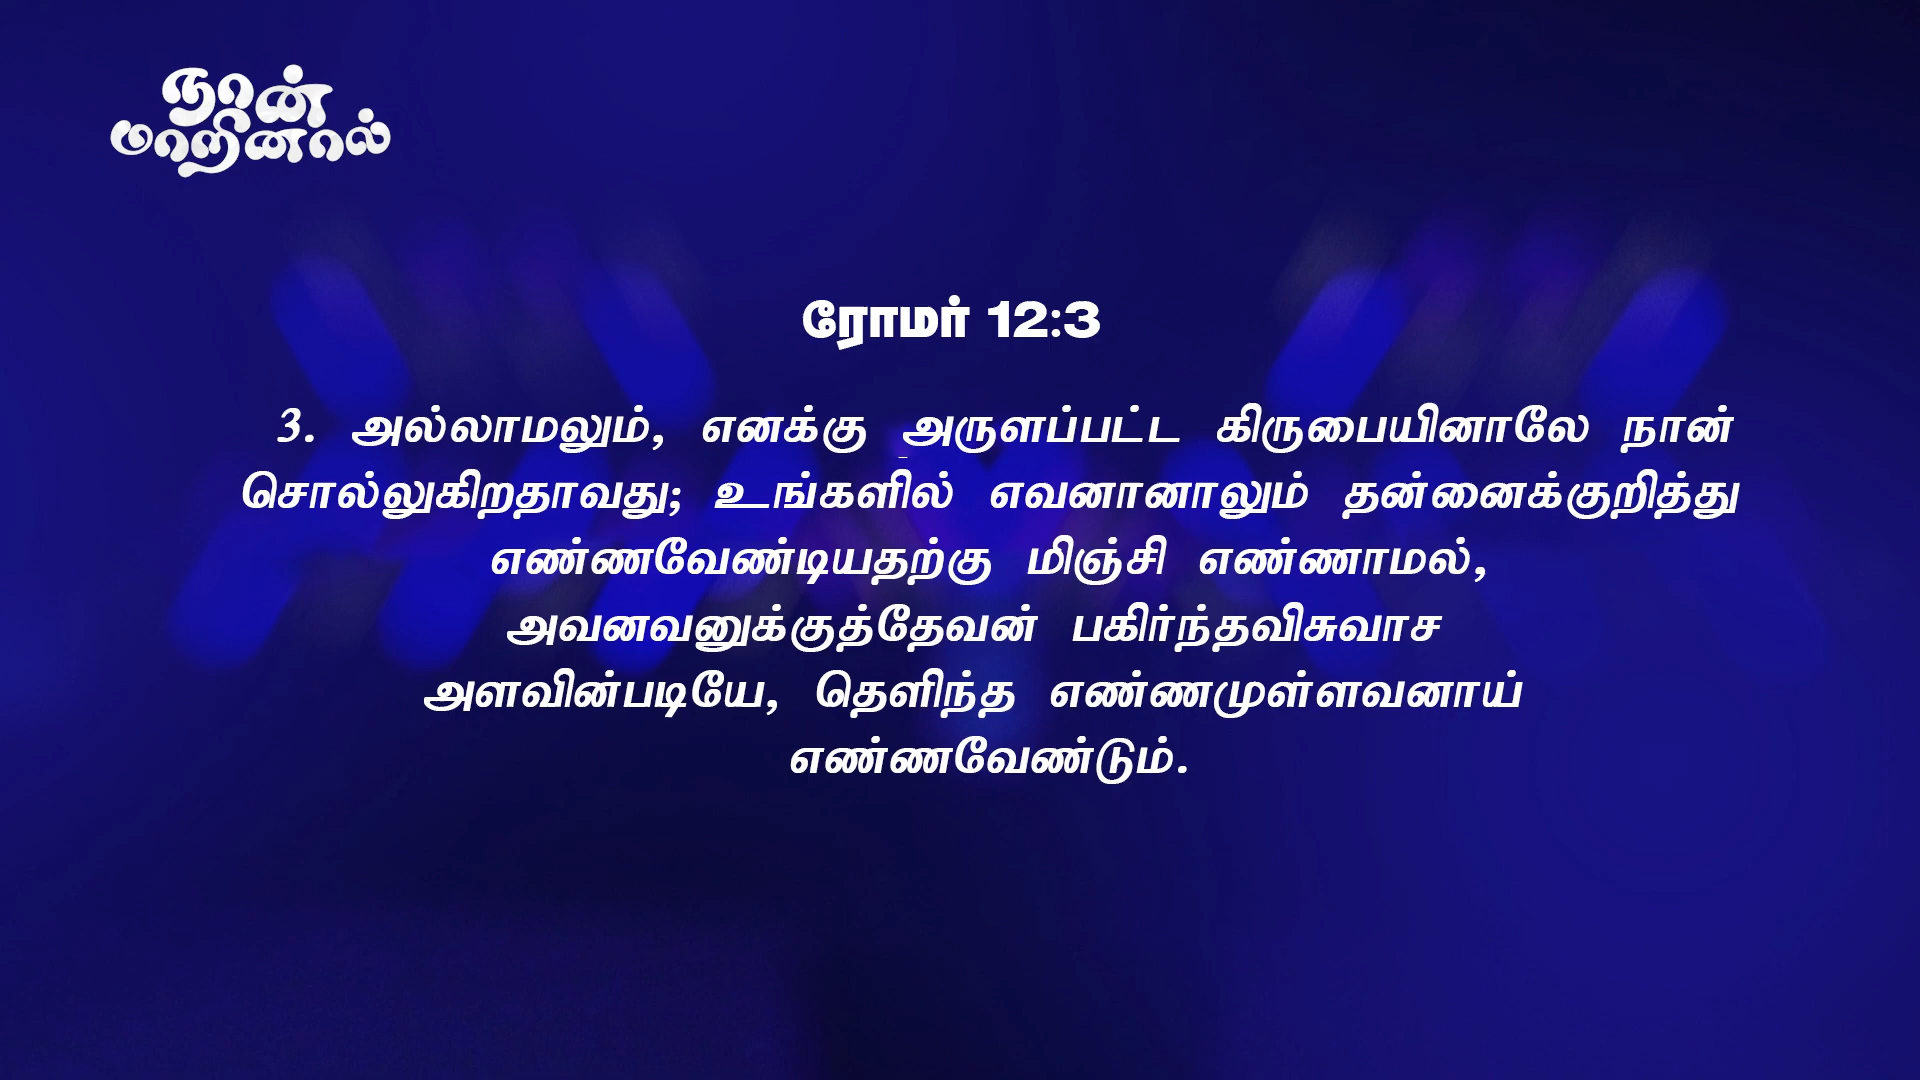 நான்
மாறினால்
ரோமர் 12:3
3. அல்லாமலும், எனக்கு அருளப்பட்ட கிருபையினாலே நான்
சொல்லுகிறதாவது; உங்களில் எவனானாலும் தன்னைக்குறித்து
எண்ணவேண்டியதற்கு மிஞ்சி எண்ணாமல்,
அவனவனுக்குத்தேவன் பகிர்ந்தவிசுவாச
அளவின்படியே, தெளிந்த எண்ணமுள்ளவனாய்
எண்ணவேண்டும்.